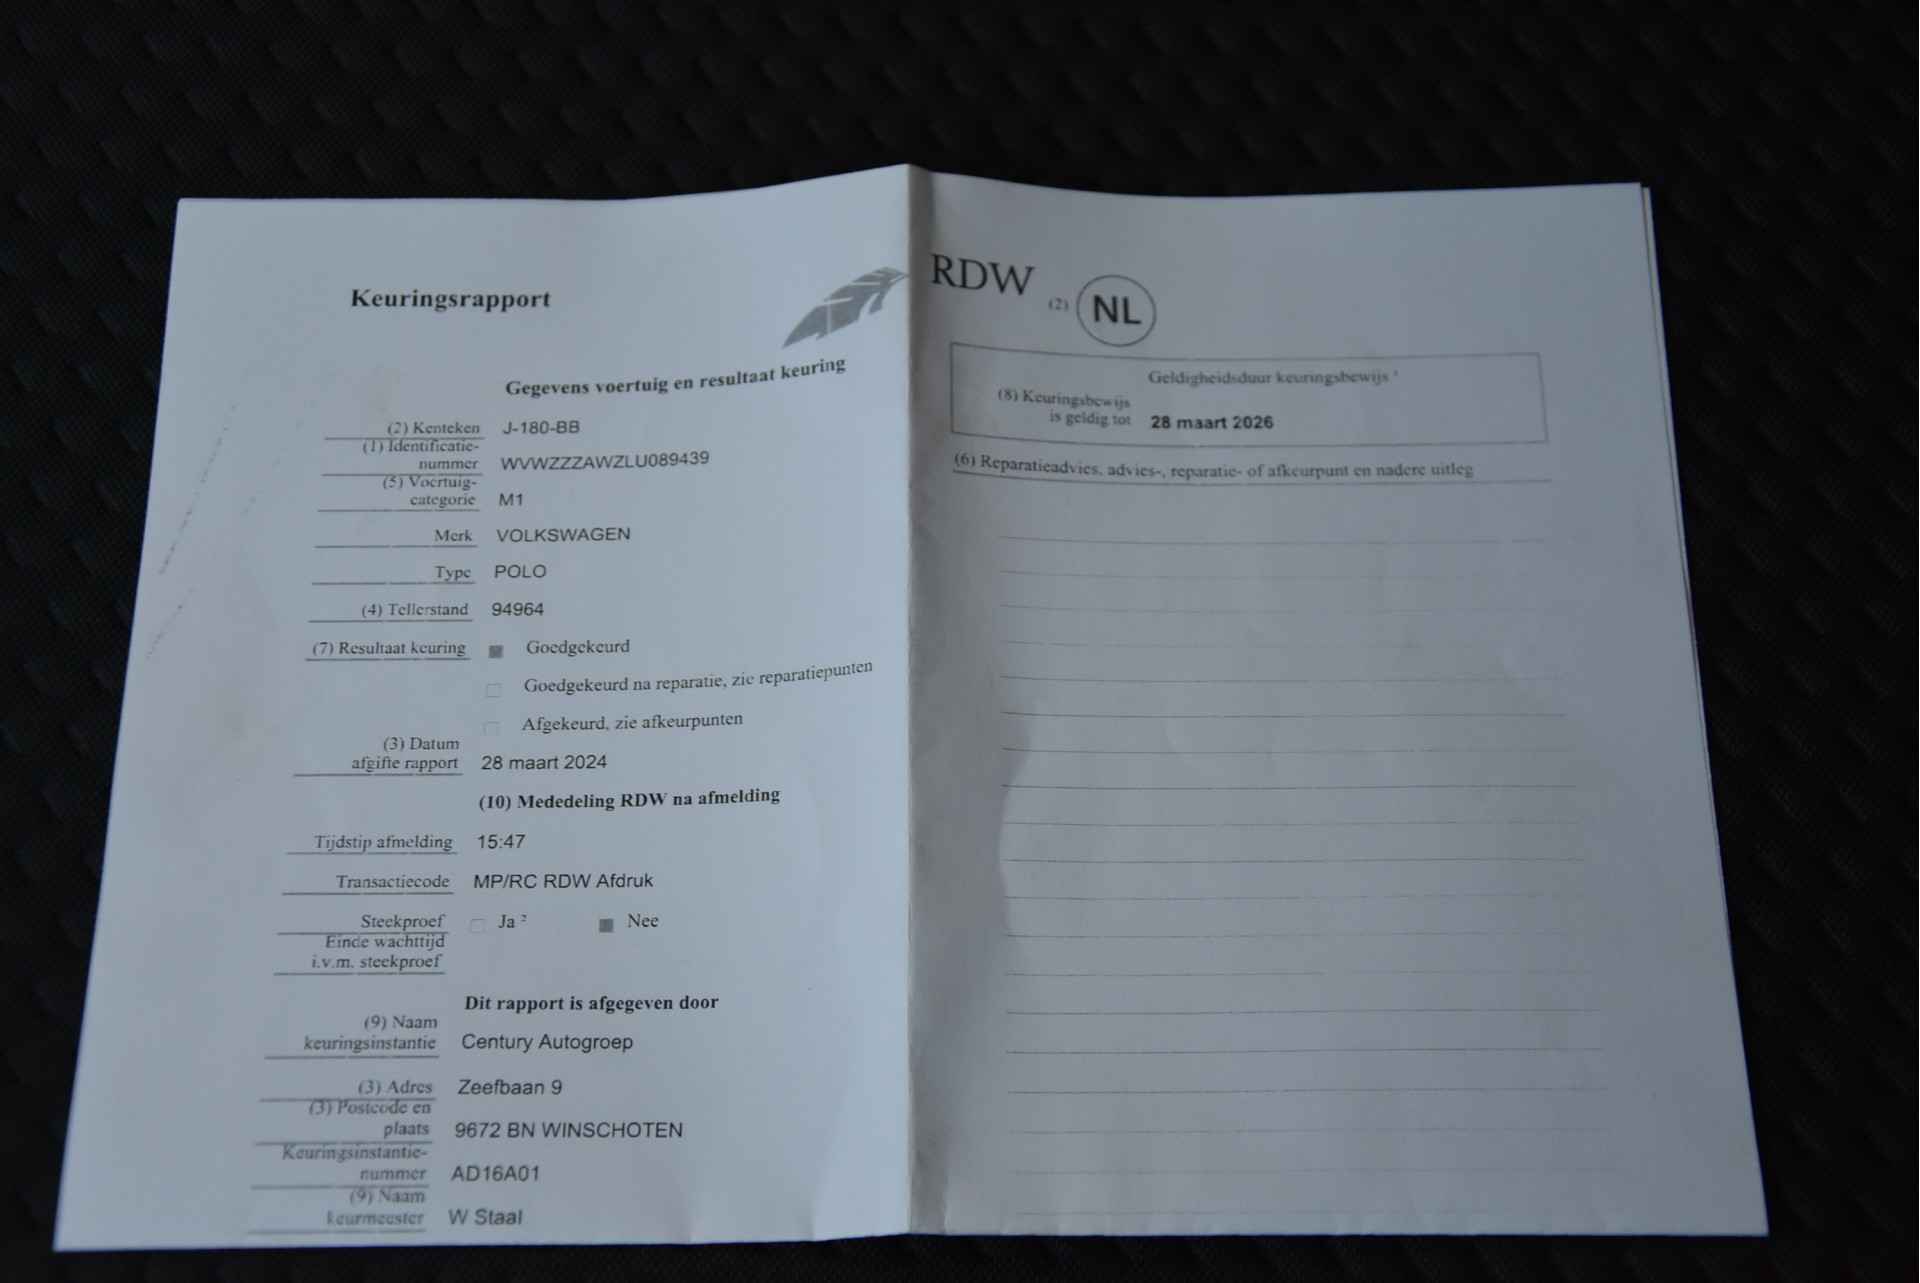 Keuringsrapport
Gegevens voertuig en resultaat keuring
(2) Kenteken J-180-BB
(1) Identificatie-
nummer WVWZZZAWZLU089439
(5) Voertuig-
categorie M1
Merk VOLKSWAGEN
Type POLO
(4) Tellerstand 94964
(7) Resultaat keuring Goedgekeurd
Goedgekeurd na reparatie, zie reparatiepunten
Afgekeurd, zie afkeurpunten
(3) Datum
afgifte rapport 28 maart 2024
(10) Mededeling RDW na afmelding
Tijdstip afmelding 15:47
Transactiecode MP/RC RDW Afdruk
Steekproef Ja ² Nee
Einde wachttijd
i.v.m. steekproef
Dit rapport is afgegeven door
(9) Naam
keuringsinstantie Century Autogroep
(3) Adres Zeefbaan 9
(3) Postcode en
plaats 9672 BN WINSCHOTEN
Keuringsinstantie-
nummer AD16A01
(9) Naam
keurmeester W Staal
RDW (2) NL
Geldigheidsduur keuringsbewijs ¹
(8) Keuringsbewijs
is geldig tot 28 maart 2026
(6) Reparatieadvies, advies-, reparatie- of afkeurpunt en nadere uitleg